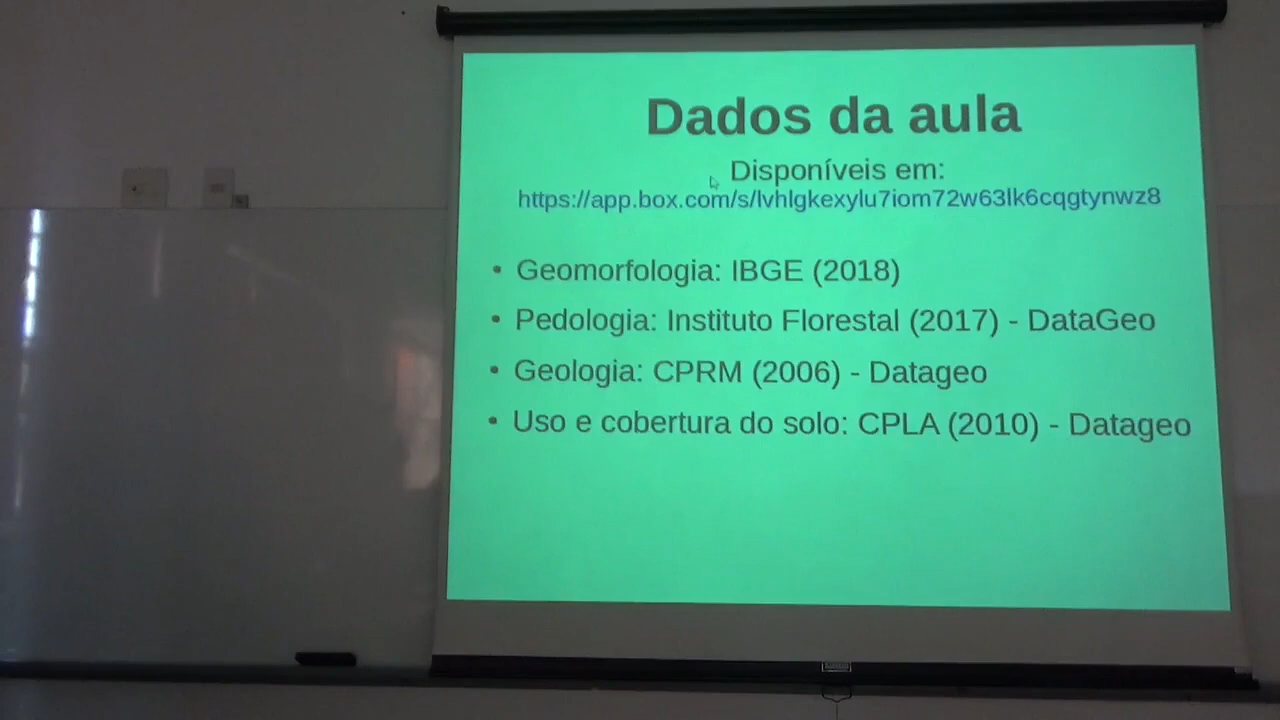 Dados da aula
Disponíveis em:
https://app.box.com/s/lvhlgkexylu7iom72w63lk6cqgtynwz8
• Geomorfologia: IBGE (2018)
• Pedologia: Instituto Florestal (2017) - DataGeo
• Geologia: CPRM (2006) - Datageo
• Uso e cobertura do solo: CPLA (2010) - Datageo